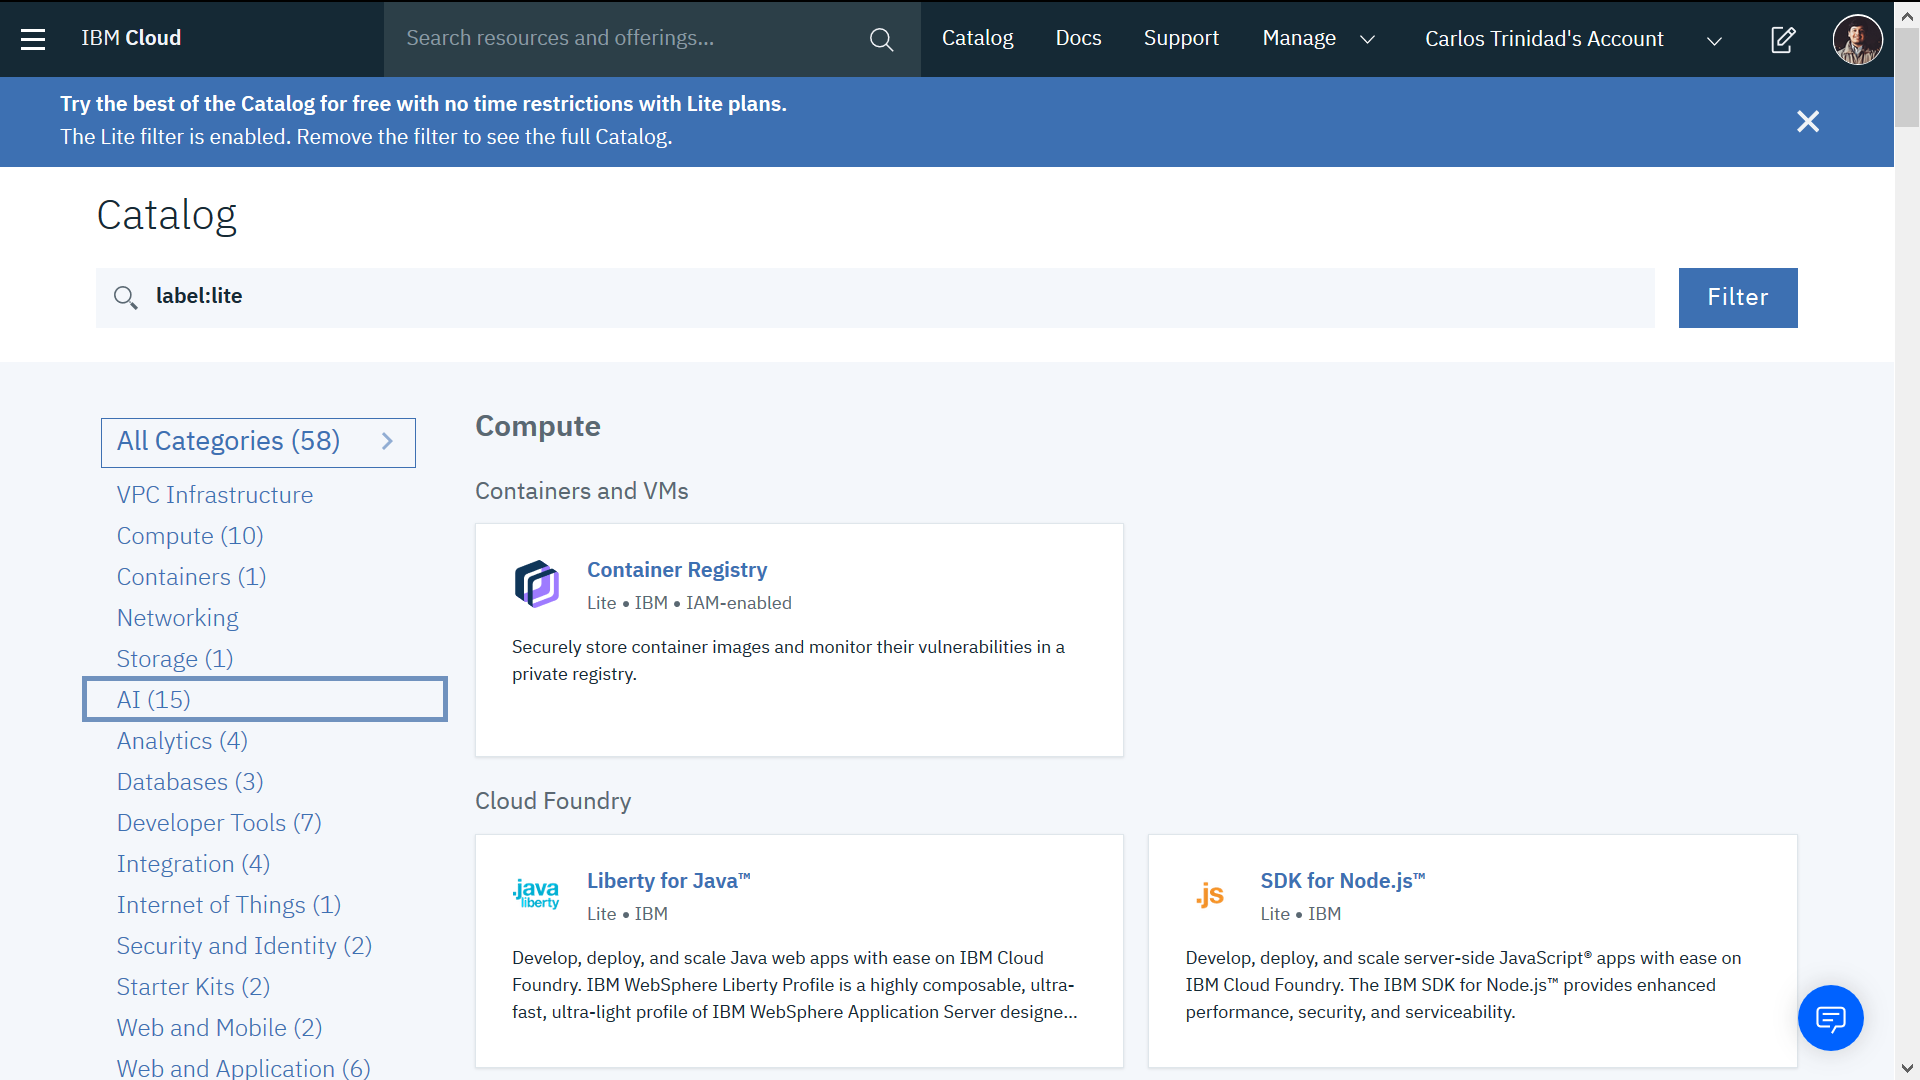 IBM Cloud
Search resources and offerings...
Catalog
Docs
Support
Manage
Carlos Trinidad's Account
Try the best of the Catalog for free with no time restrictions with Lite plans.
The Lite filter is enabled. Remove the filter to see the full Catalog.
Catalog
label:lite
Filter
All Categories (58)
VPC Infrastructure
Compute (10)
Containers (1)
Networking
Storage (1)
AI (15)
Analytics (4)
Databases (3)
Developer Tools (7)
Integration (4)
Internet of Things (1)
Security and Identity (2)
Starter Kits (2)
Web and Mobile (2)
Web and Application (6)
Compute
Containers and VMs
Container Registry
Lite • IBM • IAM-enabled
Securely store container images and monitor their vulnerabilities in a
private registry.
Cloud Foundry
.java
liberty
Liberty for Java™
Lite • IBM
Develop, deploy, and scale Java web apps with ease on IBM Cloud
Foundry. IBM WebSphere Liberty Profile is a highly composable, ultra-
fast, ultra-light profile of IBM WebSphere Application Server designe...
.js
SDK for Node.js™
Lite • IBM
Develop, deploy, and scale server-side JavaScript® apps with ease on
IBM Cloud Foundry. The IBM SDK for Node.js™ provides enhanced
performance, security, and serviceability.